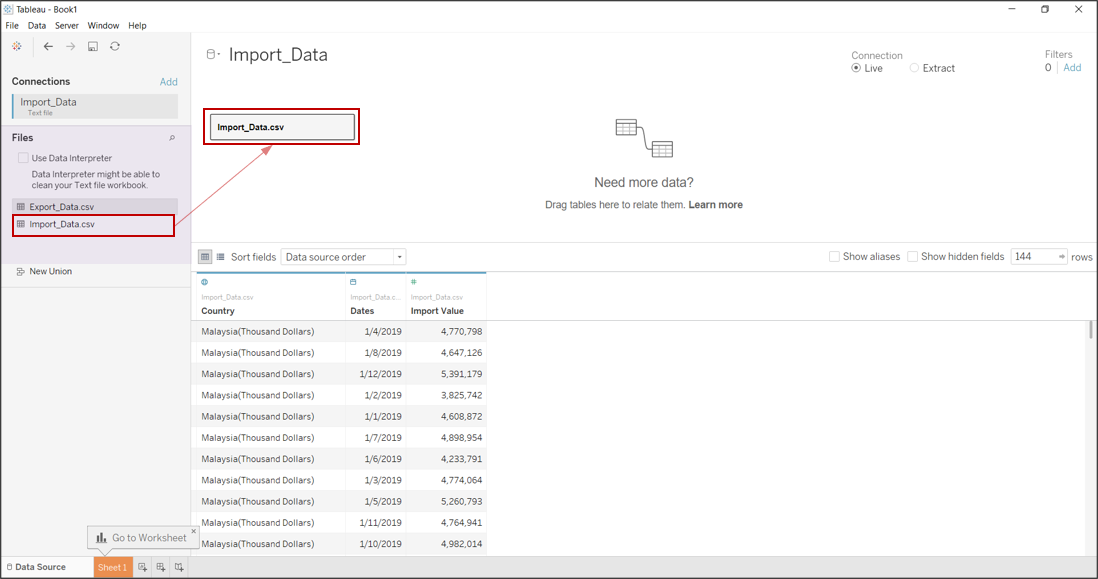 Tableau - Book1
File Data Server Window Help
Connections Add
Import_Data
Text file
Files
Use Data Interpreter
Data Interpreter might be able to
clean your Text file workbook.
Export_Data.csv
Import_Data.csv
New Union
Import_Data
Connection
Live Extract
Filters
0 Add
Import_Data.csv
Need more data?
Drag tables here to relate them. Learn more
Sort fields Data source order Show aliases Show hidden fields 144 rows
Import_Data.csv Import_Data.c... Import_Data.csv
Country Dates Import Value
Malaysia(Thousand Dollars) 1/4/2019 4,770,798
Malaysia(Thousand Dollars) 1/8/2019 4,647,126
Malaysia(Thousand Dollars) 1/12/2019 5,391,179
Malaysia(Thousand Dollars) 1/2/2019 3,825,742
Malaysia(Thousand Dollars) 1/1/2019 4,608,872
Malaysia(Thousand Dollars) 1/7/2019 4,898,954
Malaysia(Thousand Dollars) 1/6/2019 4,233,791
Malaysia(Thousand Dollars) 1/3/2019 4,774,064
Malaysia(Thousand Dollars) 1/5/2019 5,260,793
Malaysia(Thousand Dollars) 1/11/2019 4,764,941
Malaysia(Thousand Dollars) 1/10/2019 4,982,014
Go to Worksheet
Data Source Sheet 1